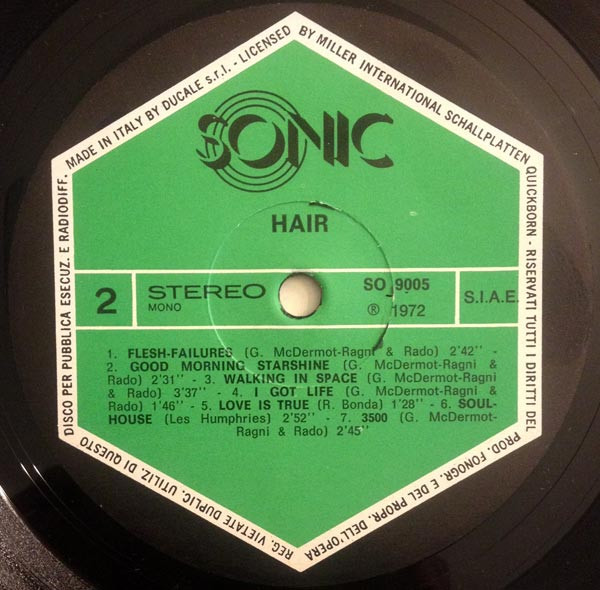 DISCO PER PUBBLICA ESECUZ. E RADIODIFF. MADE IN ITALY BY DUCALE s.r.l. - LICENSED BY MILLER INTERNATIONAL SCHALLPLATTEN QUICKBORN - RISERVATI TUTTI I DIRITTI DEL PROD. FONOGR. E DEL PROPR. DELL'OPERA REG. VIETATE DUPLIC. UTILIZ. DI QUESTO
SONIC
HAIR
2
STEREO
MONO
SO 9005
℗ 1972
S.I.A.E.
1. FLESH-FAILURES (G. McDermot-Ragni & Rado) 2'42'' -
2. GOOD MORNING STARSHINE (G. McDermot-Ragni &
Rado) 2'31'' - 3. WALKING IN SPACE (G. McDermot-Ragni
& Rado) 3'37'' - 4. I GOT LIFE (G. McDermot-Ragni &
Rado) 1'46'' - 5. LOVE IS TRUE (R. Bonda) 1'28'' - 6. SOUL-
HOUSE (Les Humphries) 2'52'' - 7. 3500 (G. McDermot-
Ragni & Rado) 2'45''